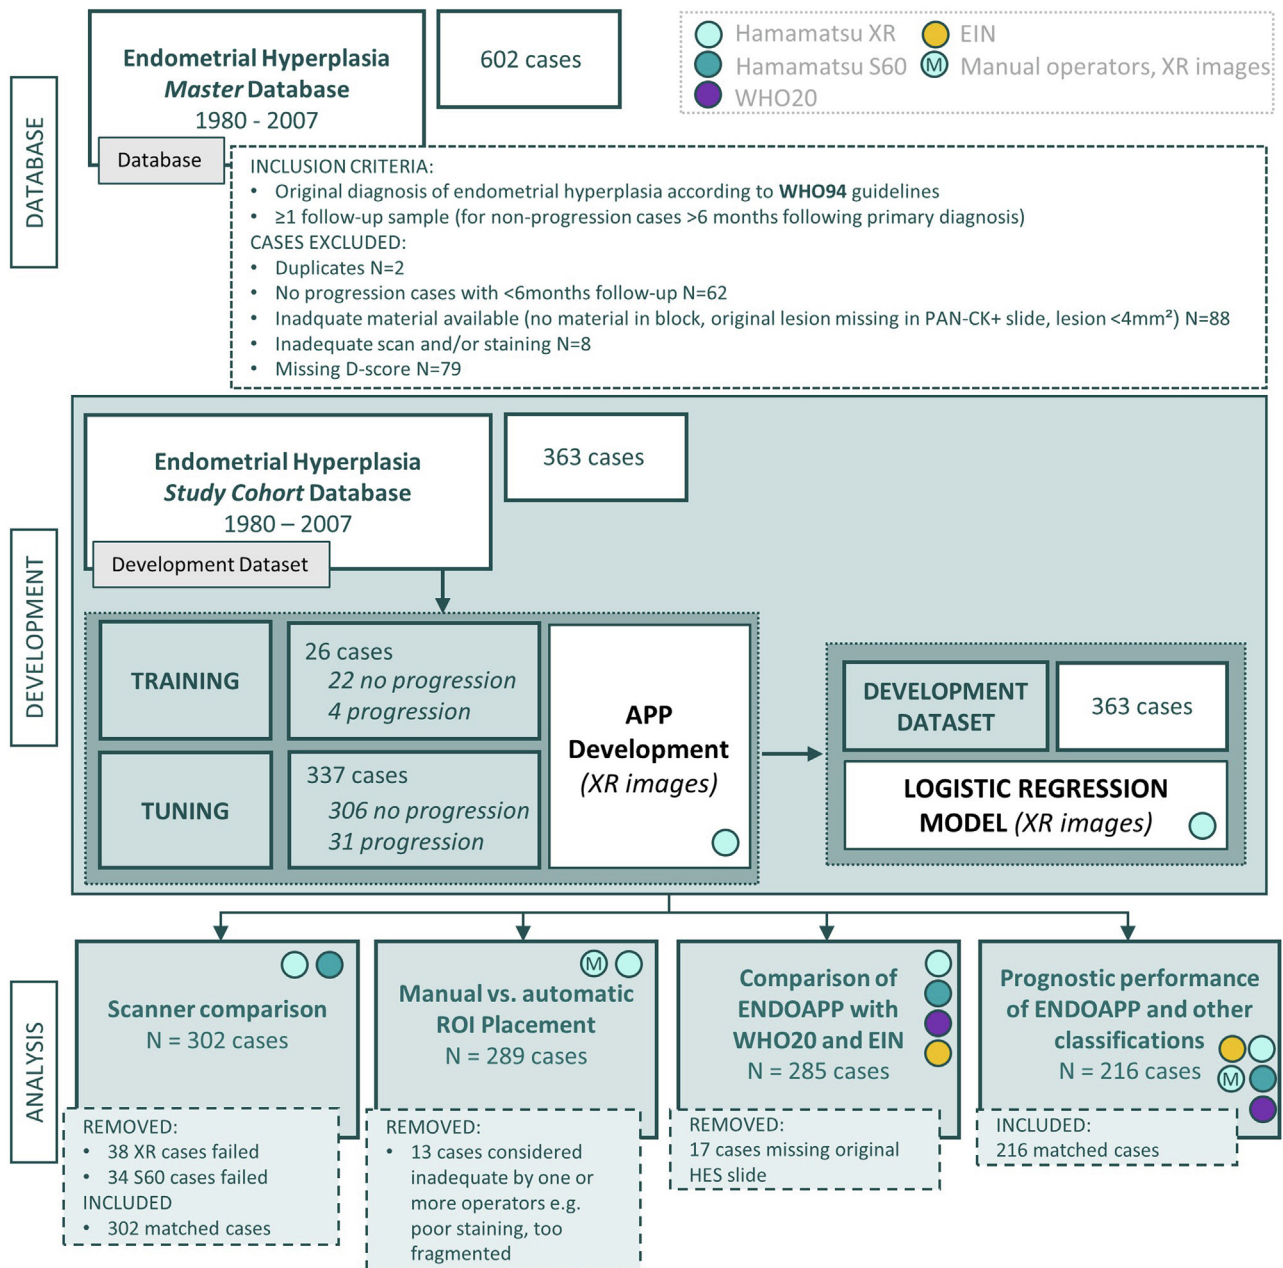 Endometrial Hyperplasia
Master Database
1980 - 2007
Database
602 cases
Hamamatsu XR
EIN
Hamamatsu S60
M
Manual operators, XR images
WHO20
DATABASE
INCLUSION CRITERIA:
• Original diagnosis of endometrial hyperplasia according to WHO94 guidelines
• ≥1 follow-up sample (for non-progression cases >6 months following primary diagnosis)
CASES EXCLUDED:
• Duplicates N=2
• No progression cases with <6months follow-up N=62
• Inadquate material available (no material in block, original lesion missing in PAN-CK+ slide, lesion <4mm²) N=88
• Inadequate scan and/or staining N=8
• Missing D-score N=79
DEVELOPMENT
Endometrial Hyperplasia
Study Cohort Database
1980 – 2007
Development Dataset
363 cases
TRAINING
26 cases
22 no progression
4 progression
TUNING
337 cases
306 no progression
31 progression
APP
Development
(XR images)
DEVELOPMENT
DATASET
363 cases
LOGISTIC REGRESSION
MODEL (XR images)
ANALYSIS
Scanner comparison
N = 302 cases
REMOVED:
• 38 XR cases failed
• 34 S60 cases failed
INCLUDED
• 302 matched cases
M
Manual vs. automatic
ROI Placement
N = 289 cases
REMOVED:
• 13 cases considered
inadequate by one or
more operators e.g.
poor staining, too
fragmented
Comparison of
ENDOAPP with
WHO20 and EIN
N = 285 cases
REMOVED:
17 cases missing original
HES slide
Prognostic performance
of ENDOAPP and other
classifications
N = 216 cases
M
INCLUDED:
216 matched cases